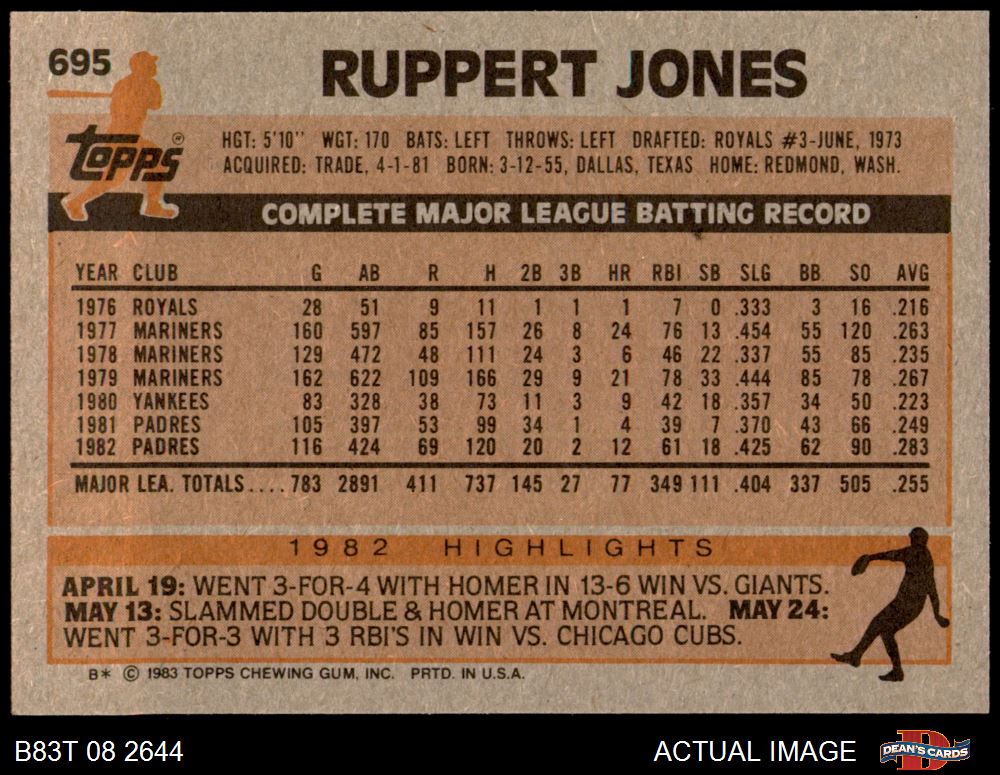 695
RUPPERT JONES
Topps®
HGT: 5'10" WGT: 170 BATS: LEFT THROWS: LEFT DRAFTED: ROYALS #3-JUNE, 1973
ACQUIRED: TRADE, 4-1-81 BORN: 3-12-55, DALLAS, TEXAS HOME: REDMOND, WASH.
COMPLETE MAJOR LEAGUE BATTING RECORD
YEAR CLUB G AB R H 2B 3B HR RBI SB SLG BB SO AVG
1976 ROYALS 28 51 9 11 1 1 1 7 0 .333 3 16 .216
1977 MARINERS 160 597 85 157 26 8 24 76 13 .454 55 120 .263
1978 MARINERS 129 472 48 111 24 3 6 46 22 .337 55 85 .235
1979 MARINERS 162 622 109 166 29 9 21 78 33 .444 85 78 .267
1980 YANKEES 83 328 38 73 11 3 9 42 18 .357 34 50 .223
1981 PADRES 105 397 53 99 34 1 4 39 7 .370 43 66 .249
1982 PADRES 116 424 69 120 20 2 12 61 18 .425 62 90 .283
MAJOR LEA. TOTALS.... 783 2891 411 737 145 27 77 349 111 .404 337 505 .255
1982 HIGHLIGHTS
APRIL 19: WENT 3-FOR-4 WITH HOMER IN 13-6 WIN VS. GIANTS.
MAY 13: SLAMMED DOUBLE & HOMER AT MONTREAL. MAY 24:
WENT 3-FOR-3 WITH 3 RBI'S IN WIN VS. CHICAGO CUBS.
B* © 1983 TOPPS CHEWING GUM, INC. PRTD. IN U.S.A.
B83T 08 2644
ACTUAL IMAGE
D
DEAN'S CARDS